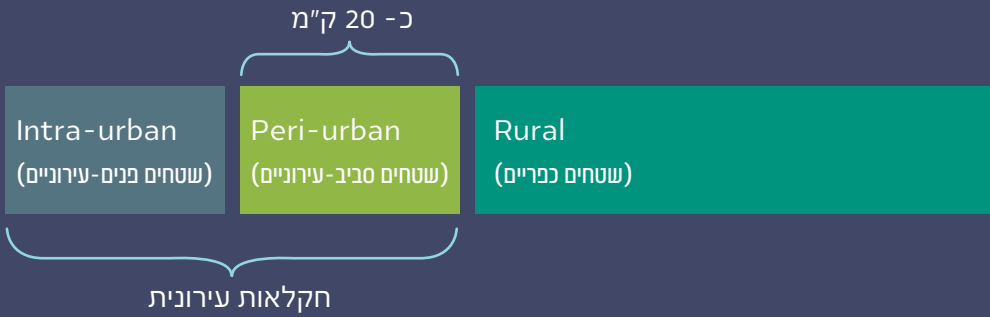 כ- 20 ק"מ
Intra-urban
(שטחים פנים-עירוניים)
Peri-urban
(שטחים סביב-עירוניים)
Rural
(שטחים כפריים)
חקלאות עירונית